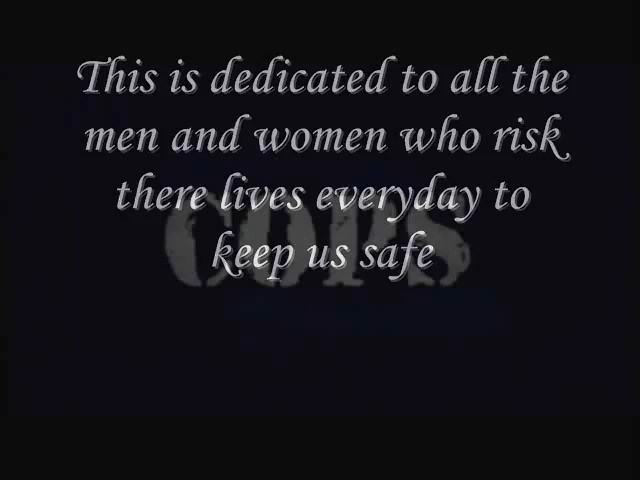 This is dedicated to all the
men and women who risk
there lives everyday to
keep us safe
COPS